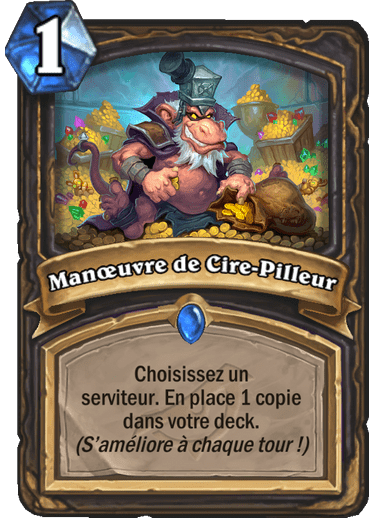 1
Manœuvre de Cire-Pilleur
Choisissez un
serviteur. En place 1 copie
dans votre deck.
(S’améliore à chaque tour !)